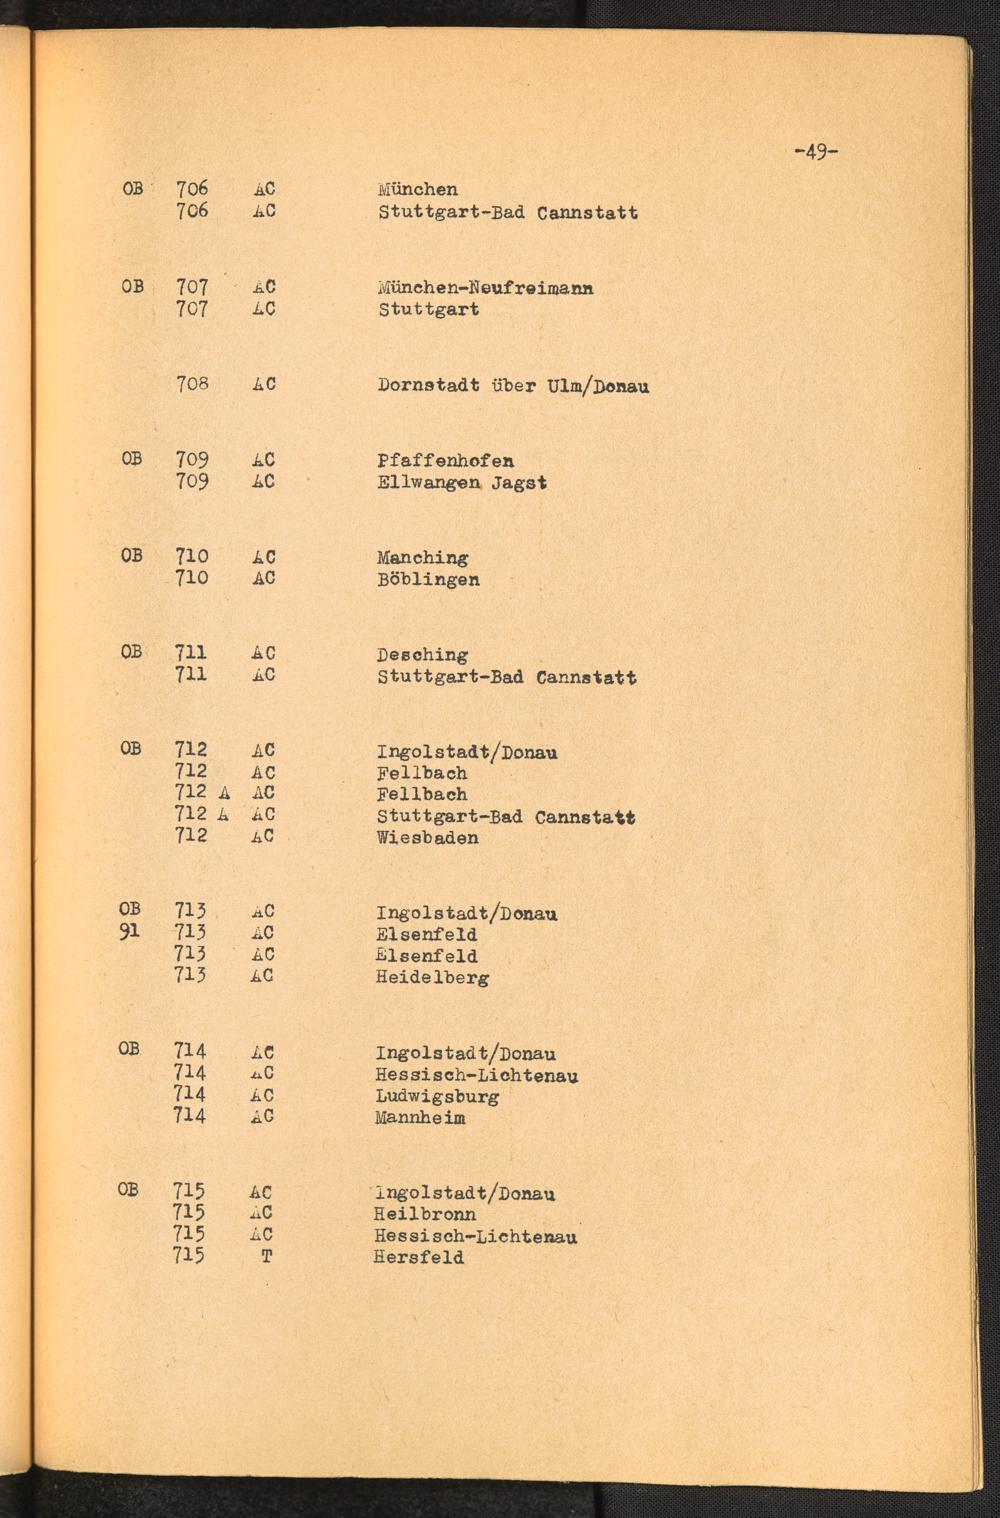 -49-
OB 706 AC München
706 AC Stuttgart-Bad Cannstatt
OB 707 AC München-Neufreimann
707 AC Stuttgart
708 AC Dornstadt über Ulm/Donau
OB 709 AC Pfaffenhofen
709 AC Ellwangen Jagst
OB 710 AC Manching
710 AC Böblingen
OB 711 AC Desching
711 AC Stuttgart-Bad Cannstatt
OB 712 AC Ingolstadt/Donau
712 AC Fellbach
712 A AC Fellbach
712 A AC Stuttgart-Bad Cannstatt
712 AC Wiesbaden
OB 713 AC Ingolstadt/Donau
91 713 AC Elsenfeld
713 AC Elsenfeld
713 AC Heidelberg
OB 714 AC Ingolstadt/Donau
714 AC Hessisch-Lichtenau
714 AC Ludwigsburg
714 AC Mannheim
OB 715 AC Ingolstadt/Donau
715 AC Heilbronn
715 AC Hessisch-Lichtenau
715 T Hersfeld